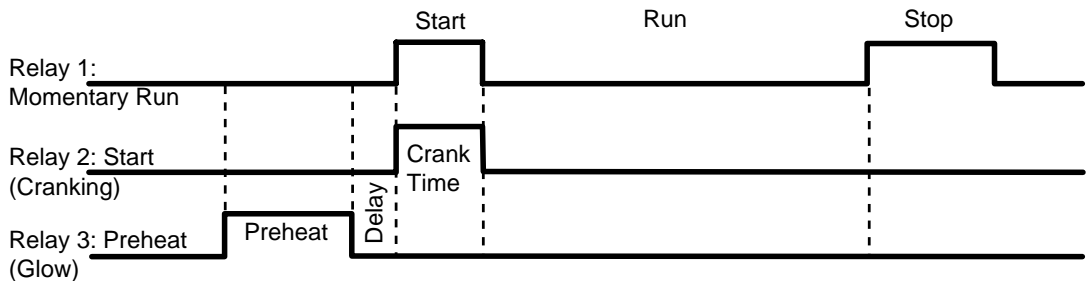 Start
Run
Stop
Relay 1:
Momentary Run
Relay 2: Start
(Cranking)
Crank
Time
Delay
Relay 3: Preheat
(Glow)
Preheat